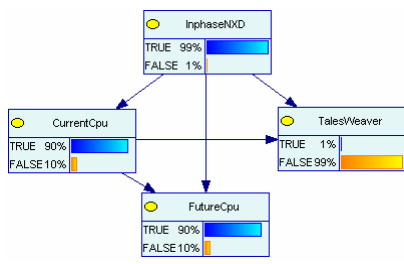 InphaseNXD
TRUE 99%
FALSE 1%
CurrentCpu
TRUE 90%
FALSE 10%
TalesWeaver
TRUE 1%
FALSE 99%
FutureCpu
TRUE 90%
FALSE 10%